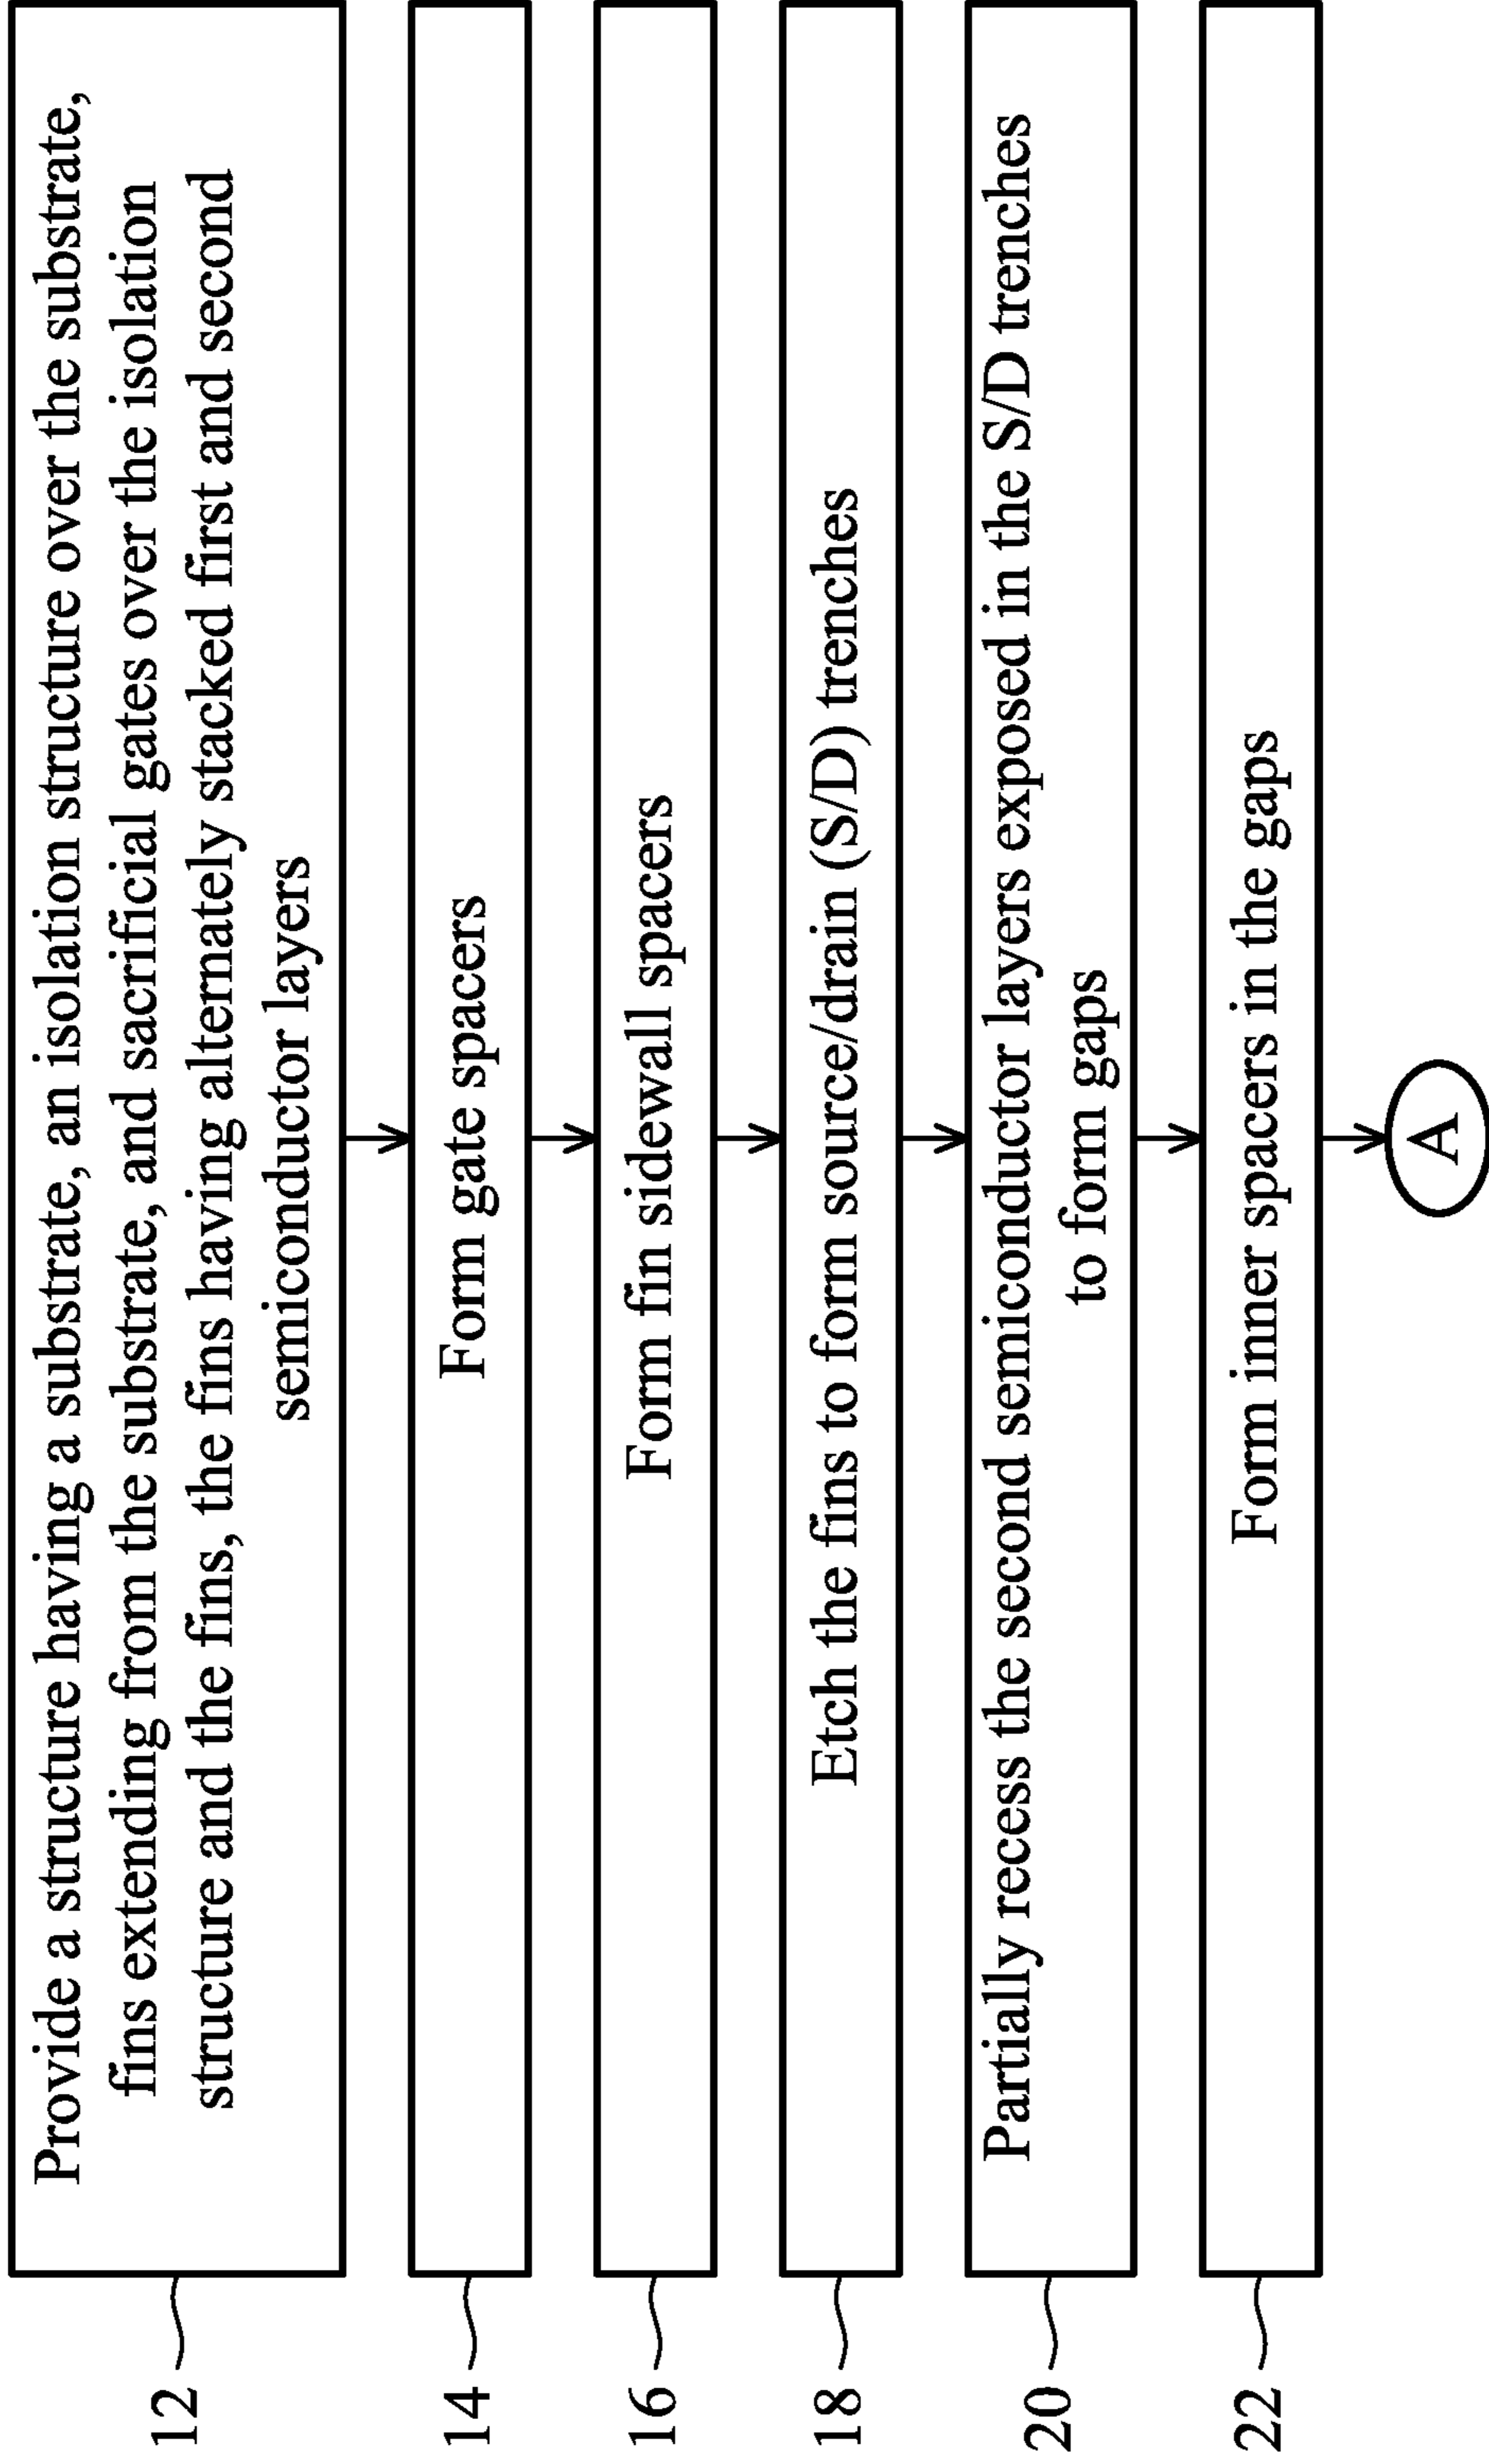 12
Provide a structure having a substrate, an isolation structure over the substrate,
fins extending from the substrate, and sacrificial gates over the isolation
structure and the fins, the fins having alternately stacked first and second
semiconductor layers
14
Form gate spacers
16
Form fin sidewall spacers
18
Etch the fins to form source/drain (S/D) trenches
20
Partially recess the second semiconductor layers exposed in the S/D trenches
to form gaps
22
Form inner spacers in the gaps
A